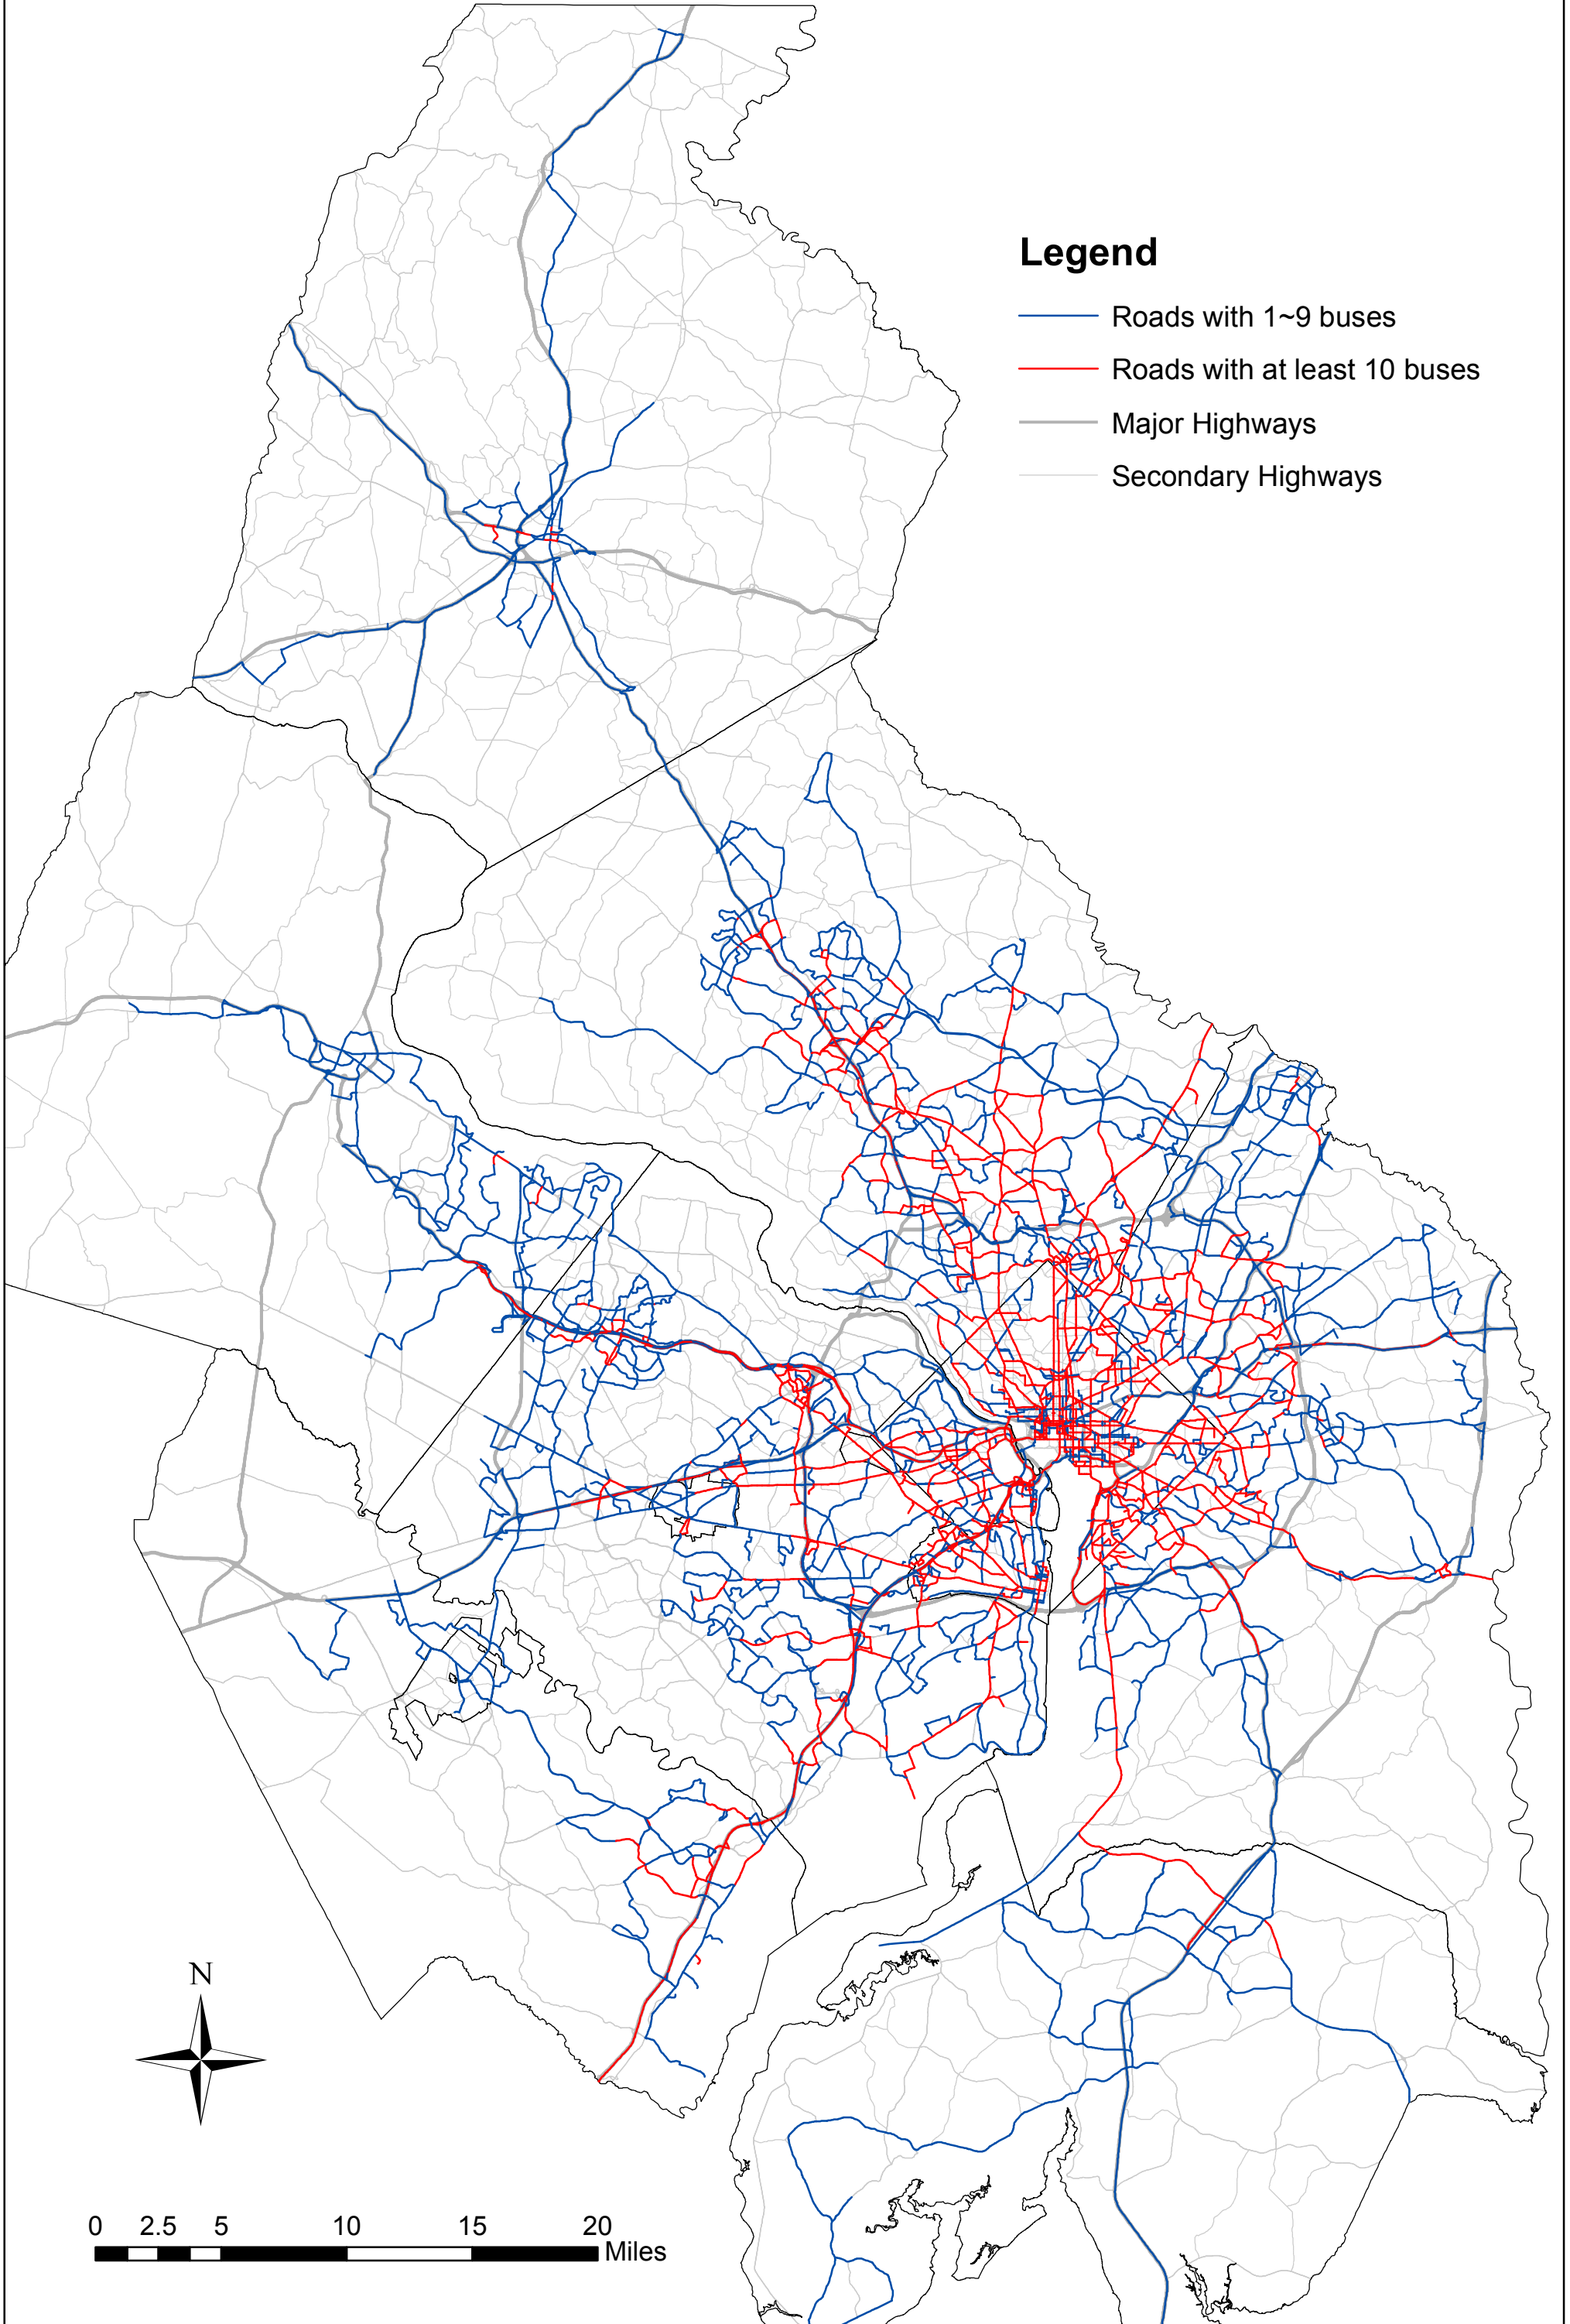 Legend
Roads with 1~9 buses
Roads with at least 10 buses
Major Highways
Secondary Highways
N
0 2.5 5 10 15 20
Miles